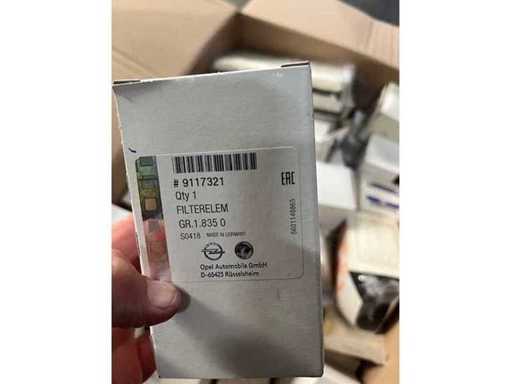 # 9117321
Qty 1
FILTERELEM
GR.1.835 0
S0418 MADE IN GERMANY
Opel Automobile GmbH
D-65423 Rüsselsheim
EAC